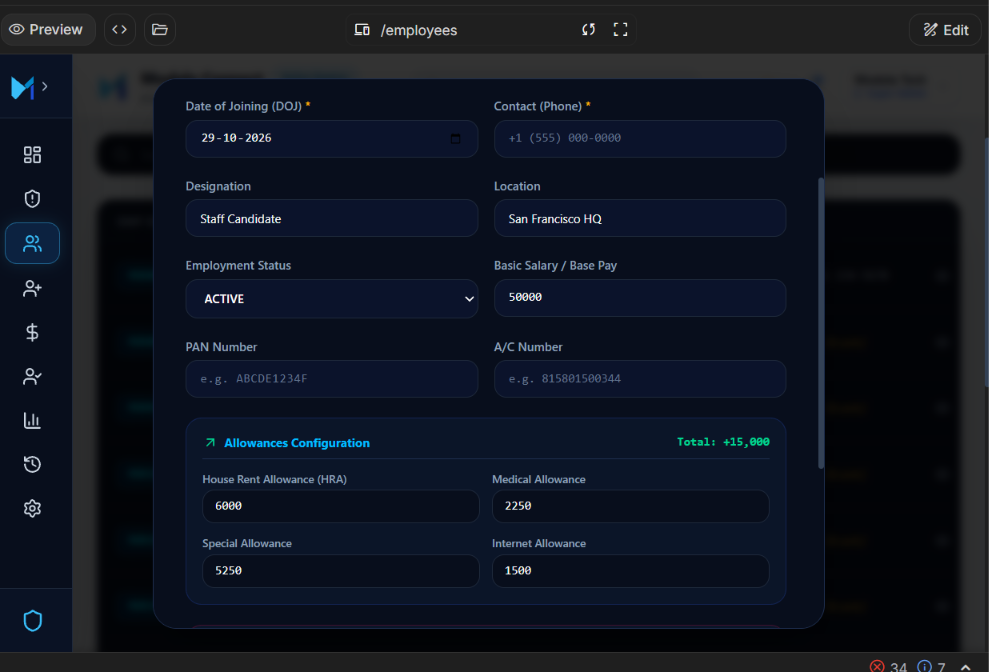 Preview
/employees
Edit
Date of Joining (DOJ) *
Contact (Phone) *
29-10-2026
+1 (555) 000-0000
Designation
Location
Staff Candidate
San Francisco HQ
Employment Status
Basic Salary / Base Pay
ACTIVE
50000
PAN Number
A/C Number
e.g. ABCDE1234F
e.g. 815801500344
Allowances Configuration
Total: +15,000
House Rent Allowance (HRA)
Medical Allowance
6000
2250
Special Allowance
Internet Allowance
5250
1500
34
7